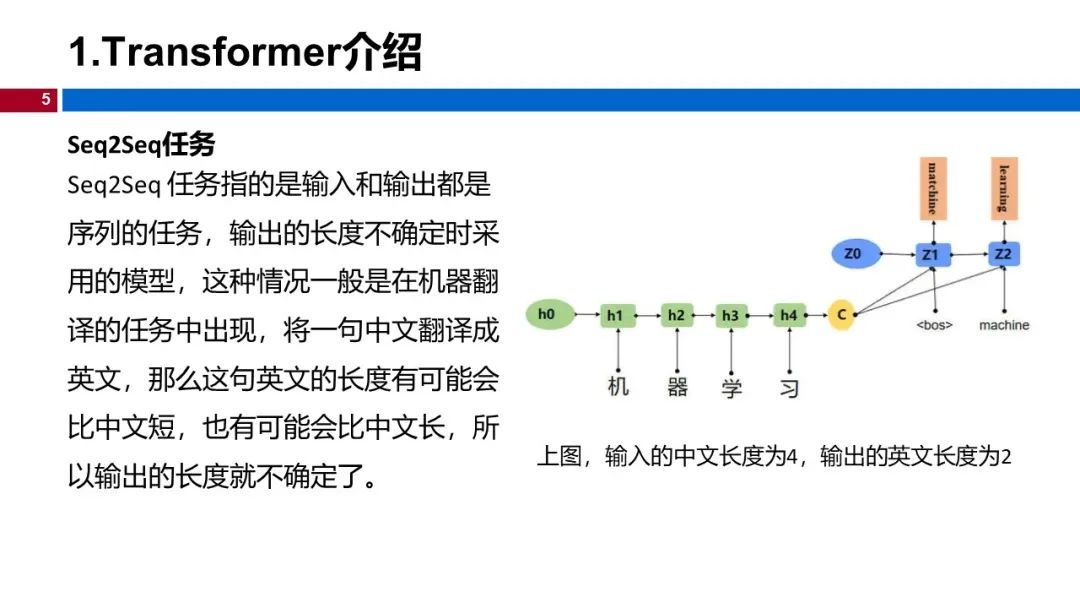 1.Transformer介绍
5
Seq2Seq任务
Seq2Seq 任务指的是输入和输出都是
序列的任务，输出的长度不确定时采
用的模型，这种情况一般是在机器翻
译的任务中出现，将一句中文翻译成
英文，那么这句英文的长度有可能会
比中文短，也有可能会比中文长，所
以输出的长度就不确定了。
matchine
learning
Z0 Z1 Z2
h0 h1 h2 h3 h4 C
<bos> machine
机 器 学 习
上图，输入的中文长度为4，输出的英文长度为2